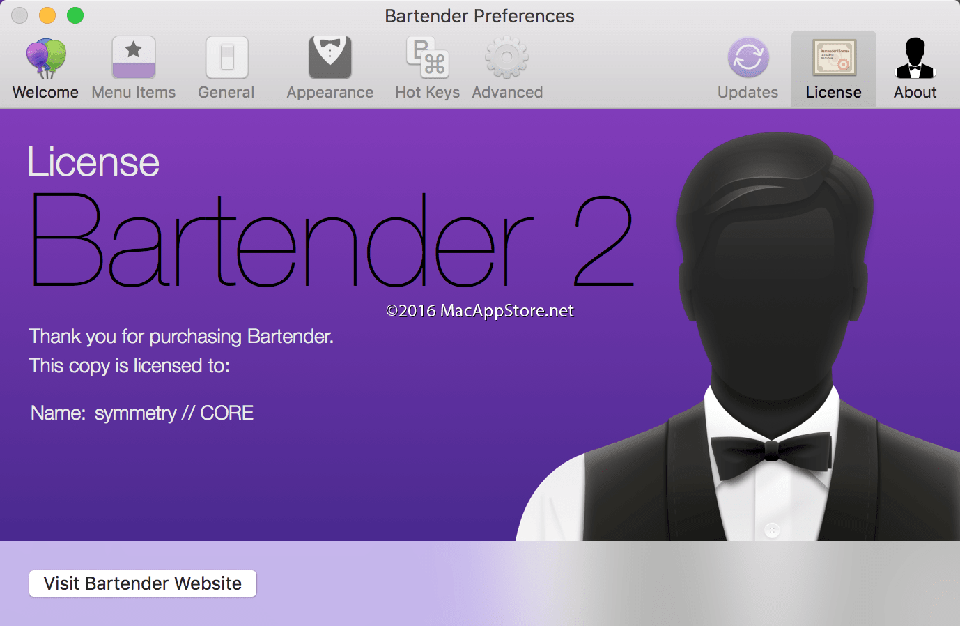 Bartender Preferences
Welcome
Menu Items
General
Appearance
Hot Keys
Advanced
Updates
License
About
License
Bartender 2
©2016 MacAppStore.net
Thank you for purchasing Bartender.
This copy is licensed to:
Name: symmetry // CORE
Visit Bartender Website